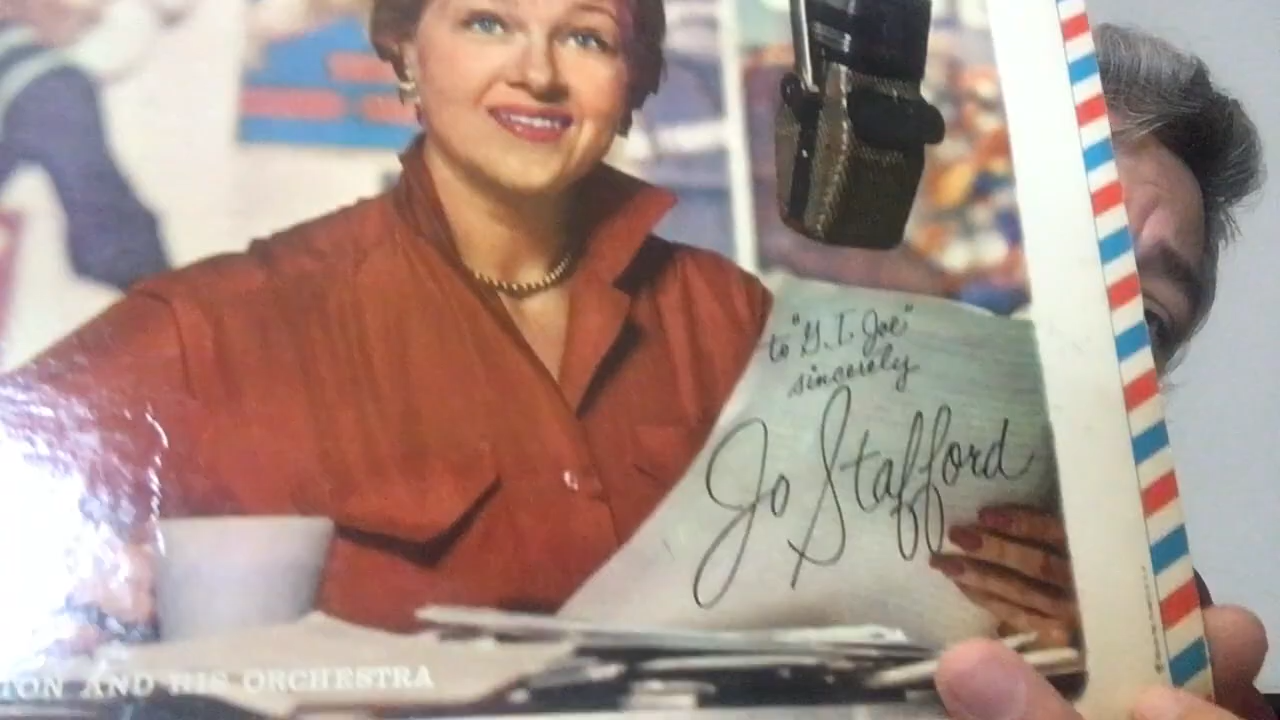 to "G.I. Joe"
sincerely
Jo Stafford
TON AND HIS ORCHESTRA